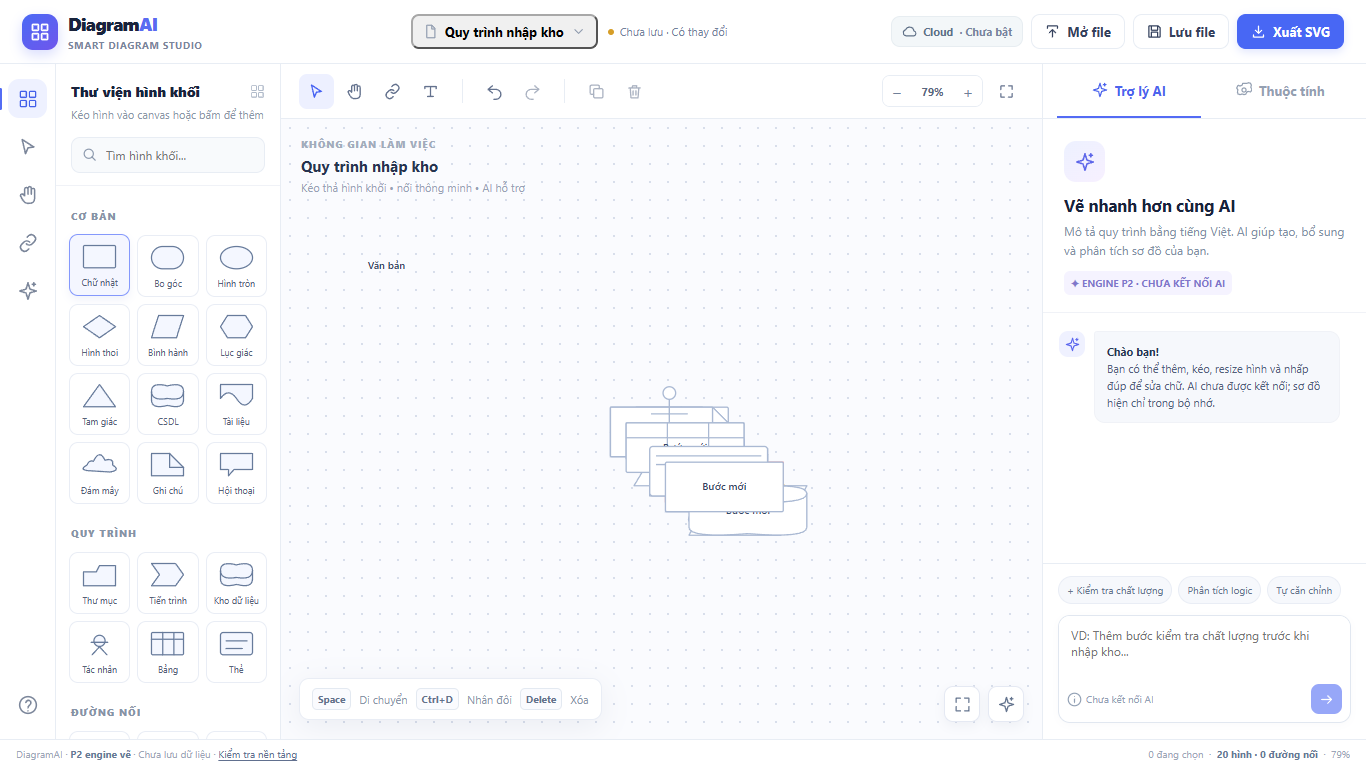 DiagramAI
SMART DIAGRAM STUDIO
Quy trình nhập kho
Chưa lưu · Có thay đổi
Cloud · Chưa bật
Mở file
Lưu file
Xuất SVG
Thư viện hình khối
Kéo hình vào canvas hoặc bấm để thêm
Tìm hình khối...
CƠ BẢN
Chữ nhật
Bo góc
Hình tròn
Hình thoi
Bình hành
Lục giác
Tam giác
CSDL
Tài liệu
Đám mây
Ghi chú
Hội thoại
QUY TRÌNH
Thư mục
Tiến trình
Kho dữ liệu
Tác nhân
Bảng
Thẻ
ĐƯỜNG NỐI
T
− 79% +
KHÔNG GIAN LÀM VIỆC
Quy trình nhập kho
Kéo thả hình khối • nối thông minh • AI hỗ trợ
Văn bản
Bước mới
Space Di chuyển Ctrl+D Nhân đôi Delete Xóa
Trợ lý AI
Thuộc tính
Vẽ nhanh hơn cùng AI
Mô tả quy trình bằng tiếng Việt. AI giúp tạo, bổ sung
và phân tích sơ đồ của bạn.
✦ ENGINE P2 · CHƯA KẾT NỐI AI
Chào bạn!
Bạn có thể thêm, kéo, resize hình và nhấp
đúp để sửa chữ. AI chưa được kết nối; sơ đồ
hiện chỉ trong bộ nhớ.
+ Kiểm tra chất lượng
Phân tích logic
Tự căn chỉnh
VD: Thêm bước kiểm tra chất lượng trước khi
nhập kho...
Chưa kết nối AI
DiagramAI · P2 engine vẽ · Chưa lưu dữ liệu · Kiểm tra nền tảng
0 đang chọn · 20 hình · 0 đường nối · 79%